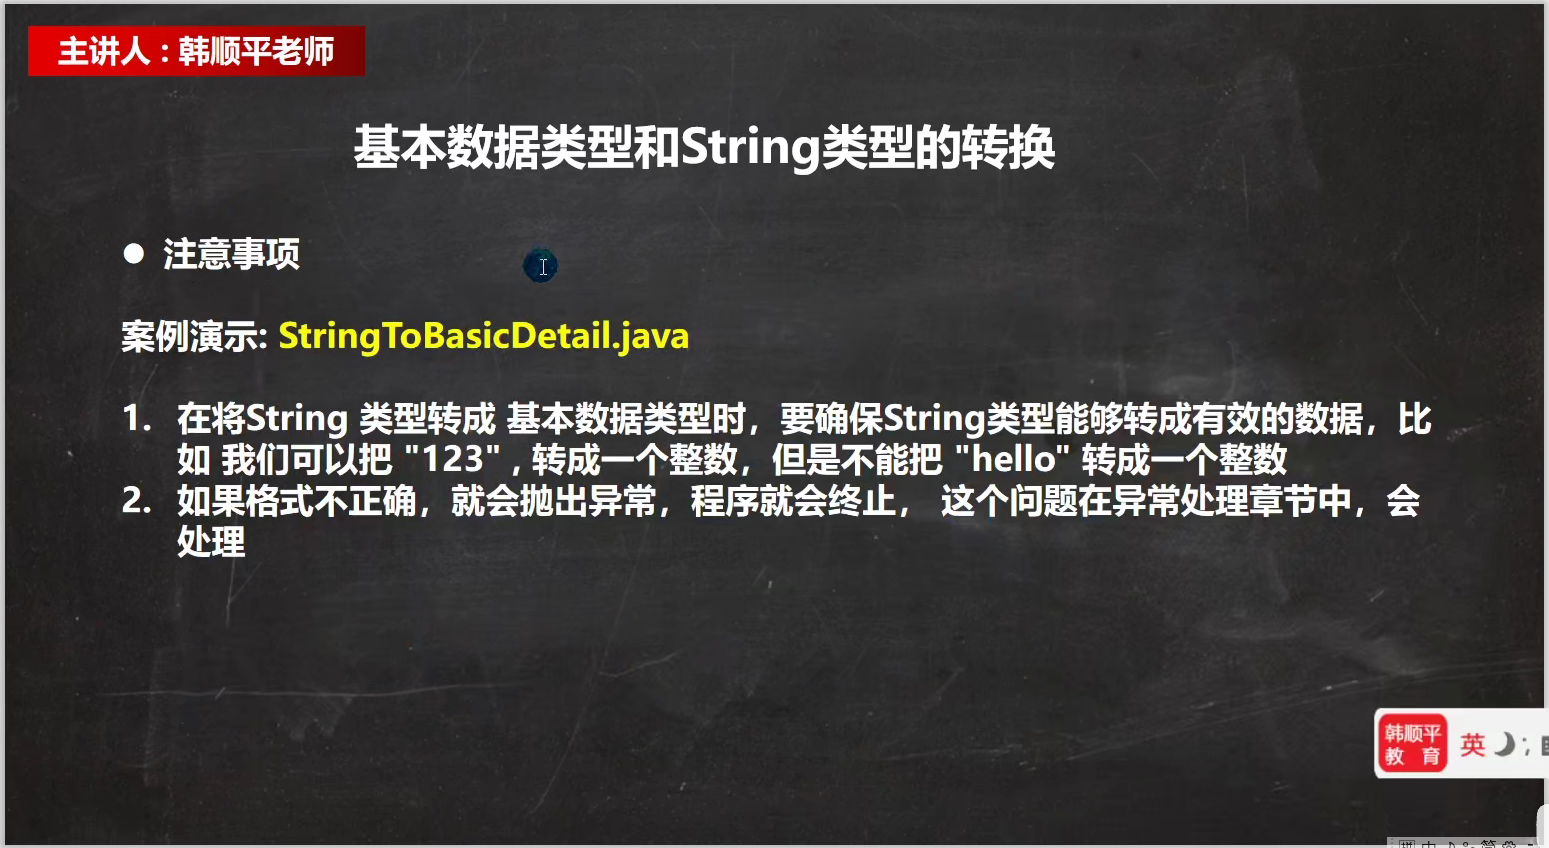 主讲人：韩顺平老师
基本数据类型和String类型的转换
● 注意事项
案例演示: StringToBasicDetail.java
1. 在将String 类型转成 基本数据类型时，要确保String类型能够转成有效的数据，比
如 我们可以把 "123" , 转成一个整数，但是不能把 "hello" 转成一个整数
2. 如果格式不正确，就会抛出异常，程序就会终止， 这个问题在异常处理章节中，会
处理
韩顺平
教 育
英